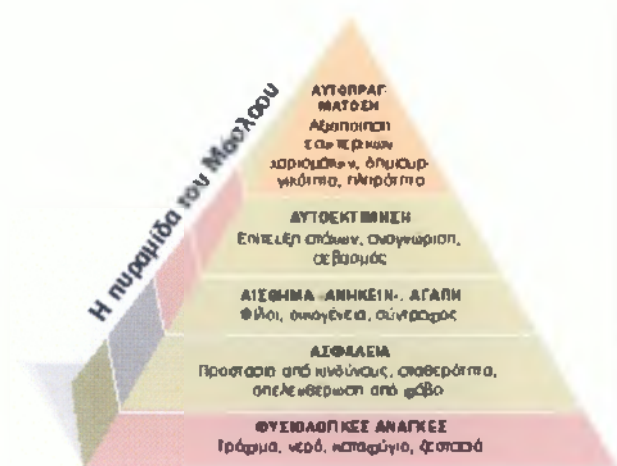 Η πυραμίδα του Μάσλοου
ΑΥΤΟΠΡΑΓ-
ΜΑΤΩΣΗ
Αξιοποίηση
εσωτερικών
χαρισμάτων, δημιουρ-
γικότητα, πληρότητα
ΑΥΤΟΕΚΤΙΜΗΣΗ
Επίτευξη στόχων, αναγνώριση,
σεβασμός
ΑΙΣΘΗΜΑ «ΑΝΗΚΕΙΝ», ΑΓΑΠΗ
Φίλοι, οικογένεια, σύντροφος
ΑΣΦΑΛΕΙΑ
Προστασία από κινδύνους, σταθερότητα,
απελευθέρωση από φόβο
ΦΥΣΙΟΛΟΓΙΚΕΣ ΑΝΑΓΚΕΣ
Τρόφιμα, νερό, καταφύγιο, ζεστασιά